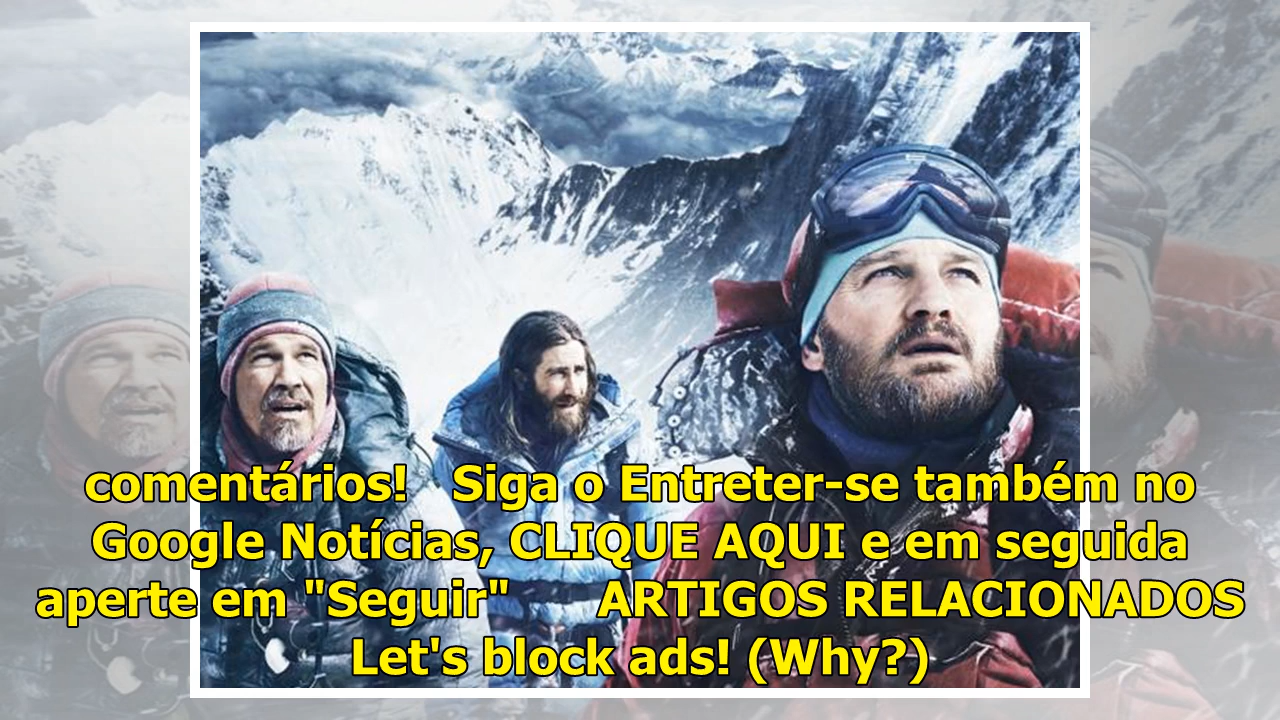 comentários!   Siga o Entreter-se também no
Google Notícias, CLIQUE AQUI e em seguida
aperte em "Seguir"      ARTIGOS RELACIONADOS
Let's block ads! (Why?)